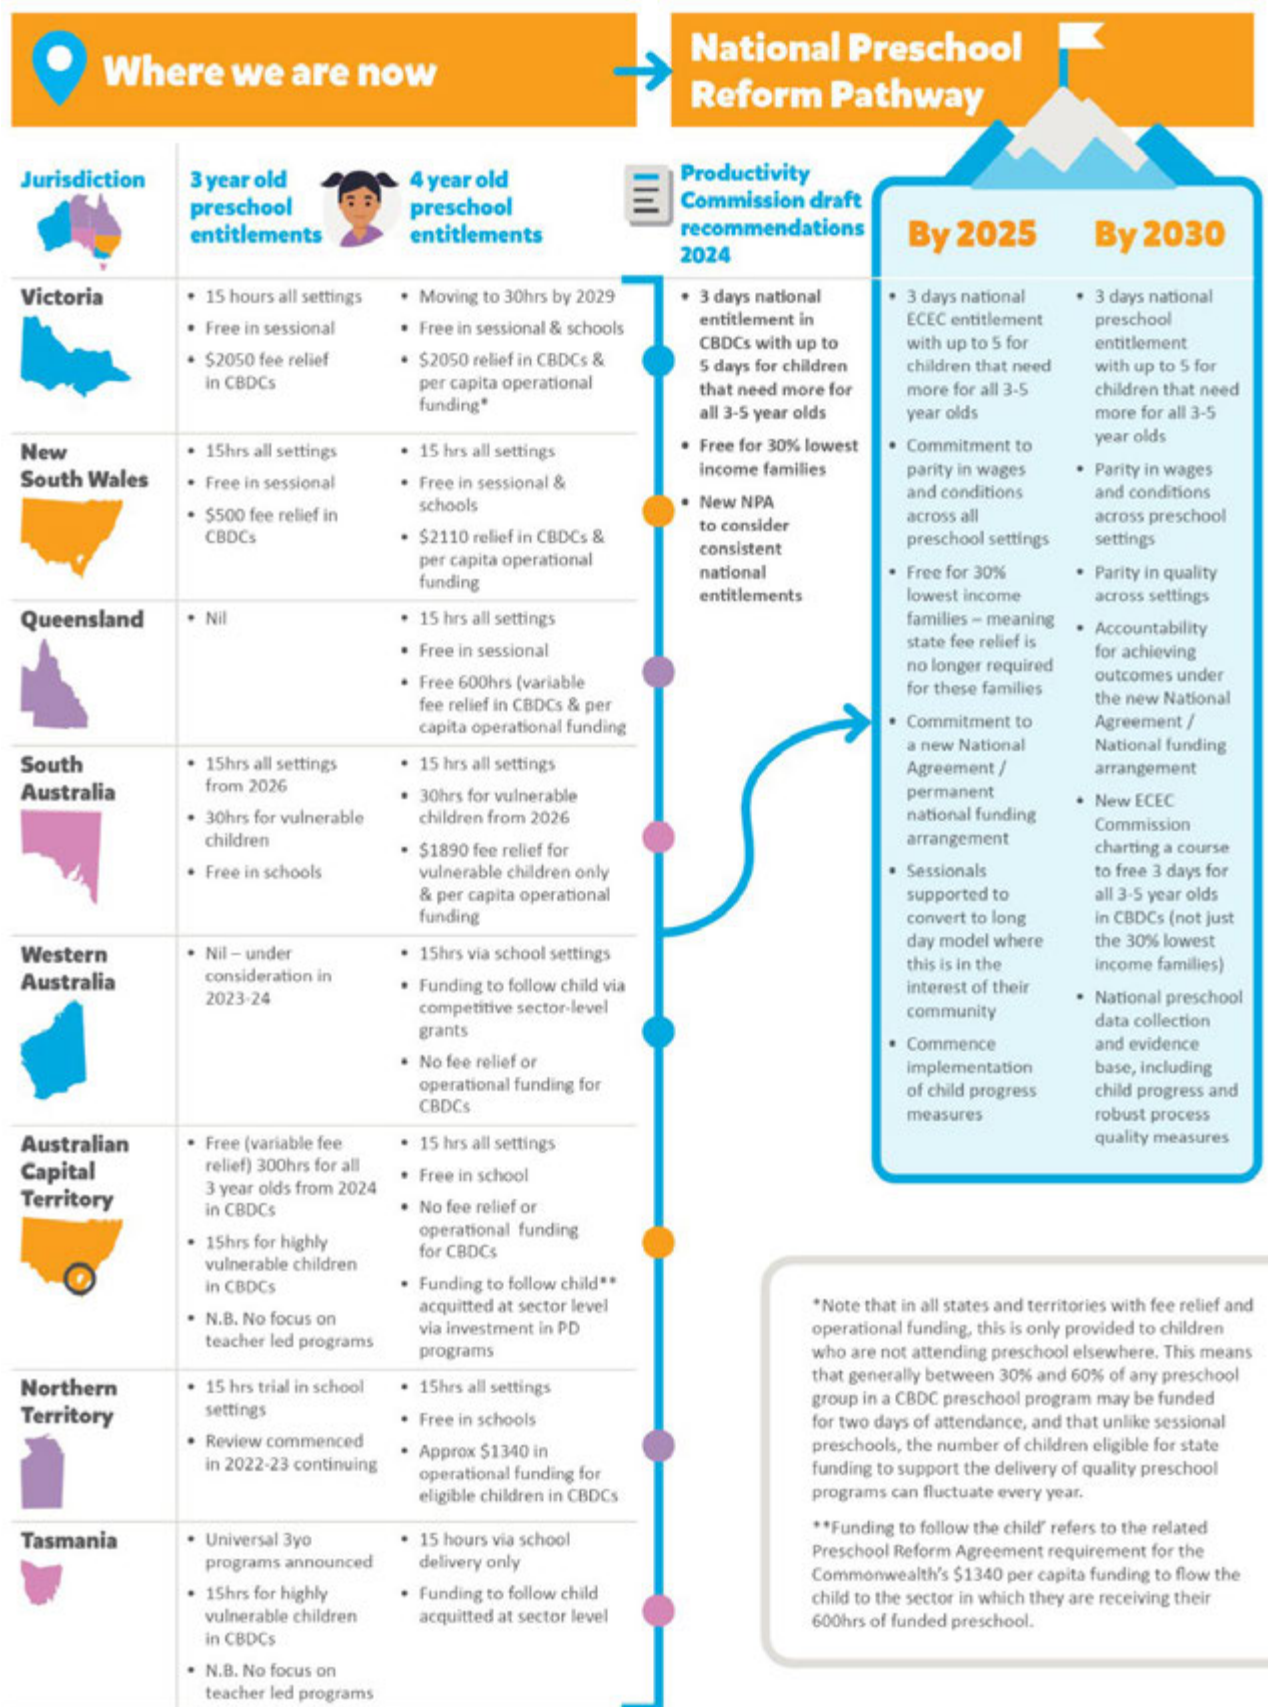 Where we are now
National Preschool
Reform Pathway
Jurisdiction
3 year old
preschool
entitlements
4 year old
preschool
entitlements
Productivity
Commission draft
recommendations
2024
By 2025
By 2030
Victoria
• 15 hours all settings
• Free in sessional
• $2050 fee relief
in CBDCs
• Moving to 30hrs by 2029
• Free in sessional & schools
• $2050 relief in CBDCs &
per capita operational
funding*
New
South Wales
• 15hrs all settings
• Free in sessional
• $500 fee relief in
CBDCs
• 15 hrs all settings
• Free in sessional &
schools
• $2110 relief in CBDCs &
per capita operational
funding
Queensland
• Nil
• 15 hrs all settings
• Free in sessional
• Free 600hrs (variable
fee relief in CBDCs & per
capita operational funding
South
Australia
• 15hrs all settings
from 2026
• 30hrs for vulnerable
children
• Free in schools
• 15 hrs all settings
• 30hrs for vulnerable
children from 2026
• $1890 fee relief for
vulnerable children only
& per capita operational
funding
Western
Australia
• Nil – under
consideration in
2023-24
• 15hrs via school settings
• Funding to follow child via
competitive sector-level
grants
• No fee relief or
operational funding for
CBDCs
Australian
Capital
Territory
• Free (variable fee
relief) 300hrs for all
3 year olds from 2024
in CBDCs
• 15hrs for highly
vulnerable children
in CBDCs
• N.B. No focus on
teacher led programs
• 15 hrs all settings
• Free in school
• No fee relief or
operational funding
for CBDCs
• Funding to follow child**
acquitted at sector level
via investment in PD
programs
Northern
Territory
• 15 hrs trial in school
settings
• Review commenced
in 2022-23 continuing
• 15hrs all settings
• Free in schools
• Approx $1340 in
operational funding for
eligible children in CBDCs
Tasmania
• Universal 3yo
programs announced
• 15hrs for highly
vulnerable children
in CBDCs
• N.B. No focus on
teacher led programs
• 15 hours via school
delivery only
• Funding to follow child
acquitted at sector level
• 3 days national
entitlement in
CBDCs with up to
5 days for children
that need more for
all 3-5 year olds
• Free for 30% lowest
income families
• New NPA
to consider
consistent
national
entitlements
• 3 days national
ECEC entitlement
with up to 5 for
children that need
more for all 3-5
year olds
• Commitment to
parity in wages
and conditions
across all
preschool settings
• Free for 30%
lowest income
families – meaning
state fee relief is
no longer required
for these families
• Commitment to
a new National
Agreement /
permanent
national funding
arrangement
• Sessionals
supported to
convert to long
day model where
this is in the
interest of their
community
• Commence
implementation
of child progress
measures
• 3 days national
preschool
entitlement
with up to 5 for
children that need
more for all 3-5
year olds
• Parity in wages
and conditions
across preschool
settings
• Parity in quality
across settings
• Accountability
for achieving
outcomes under
the new National
Agreement /
National funding
arrangement
• New ECEC
Commission
charting a course
to free 3 days for
all 3-5 year olds
in CBDCs (not just
the 30% lowest
income families)
• National preschool
data collection
and evidence
base, including
child progress and
robust process
quality measures
*Note that in all states and territories with fee relief and
operational funding, this is only provided to children
who are not attending preschool elsewhere. This means
that generally between 30% and 60% of any preschool
group in a CBDC preschool program may be funded
for two days of attendance, and that unlike sessional
preschools, the number of children eligible for state
funding to support the delivery of quality preschool
programs can fluctuate every year.
**Funding to follow the child’ refers to the related
Preschool Reform Agreement requirement for the
Commonwealth’s $1340 per capita funding to flow the
child to the sector in which they are receiving their
600hrs of funded preschool.